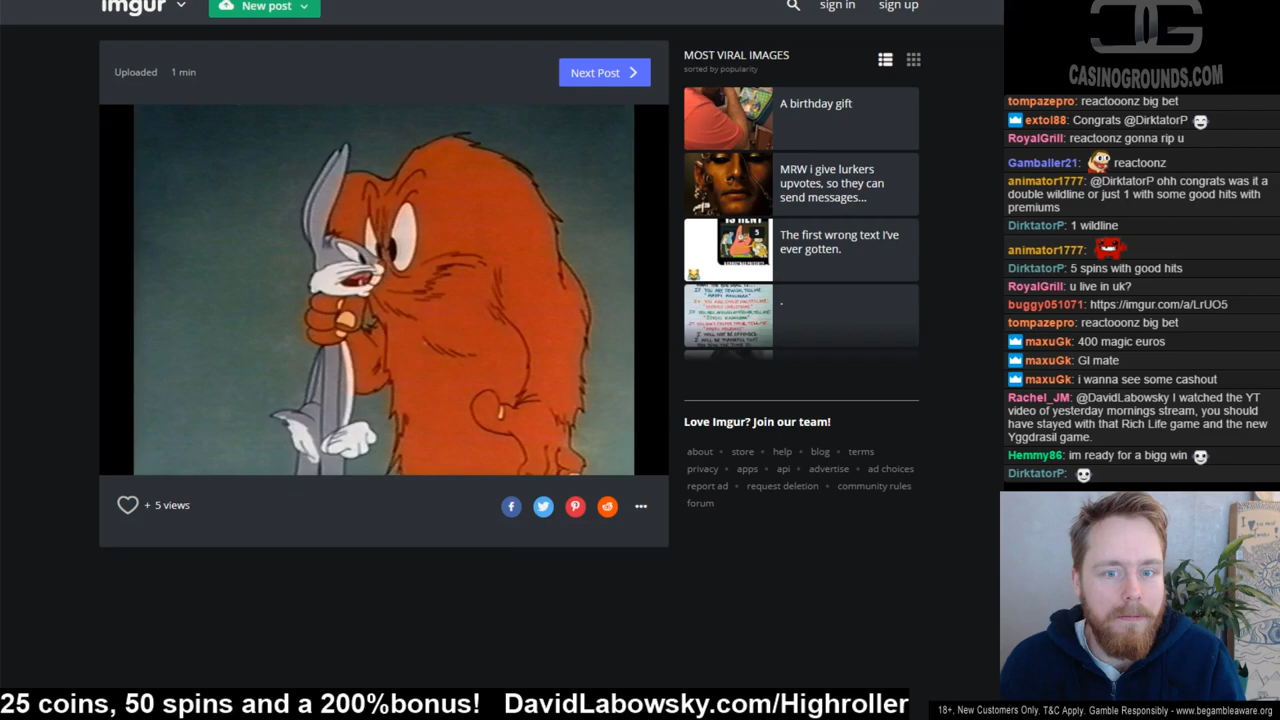 imgur
New post
sign in
sign up
Uploaded 1 min
Next Post
MOST VIRAL IMAGES
sorted by popularity
A birthday gift
MRW i give lurkers
upvotes, so they can
send messages...
The first wrong text I've
ever gotten.
.
Love Imgur? Join our team!
about store help blog terms
privacy apps api advertise ad choices
report ad request deletion community rules
forum
+ 5 views
CASINOGROUNDS.COM
tompazepro: reactooonz big bet
extol88: Congrats @DirktatorP
RoyalGrill: reactoonz gonna rip u
Gamballer21: reactoonz
animator1777: @DirktatorP ohh congrats was it a
double wildline or just 1 with some good hits with
premiums
DirktatorP: 1 wildline
animator1777:
DirktatorP: 5 spins with good hits
RoyalGrill: u live in uk?
buggy051071: https://imgur.com/a/LrUO5
tompazepro: reactooonz big bet
maxuGk: 400 magic euros
maxuGk: Gl mate
maxuGk: i wanna see some cashout
Rachel_JM: @DavidLabowsky I watched the YT
video of yesterday mornings stream, you should
have stayed with that Rich Life game and the new
Yggdrasil game.
Hemmy86: im ready for a bigg win
DirktatorP:
25 coins, 50 spins and a 200%bonus! DavidLabowsky.com/Highroller
18+, New Customers Only. T&C Apply. Gamble Responsibly - www.begambleaware.org